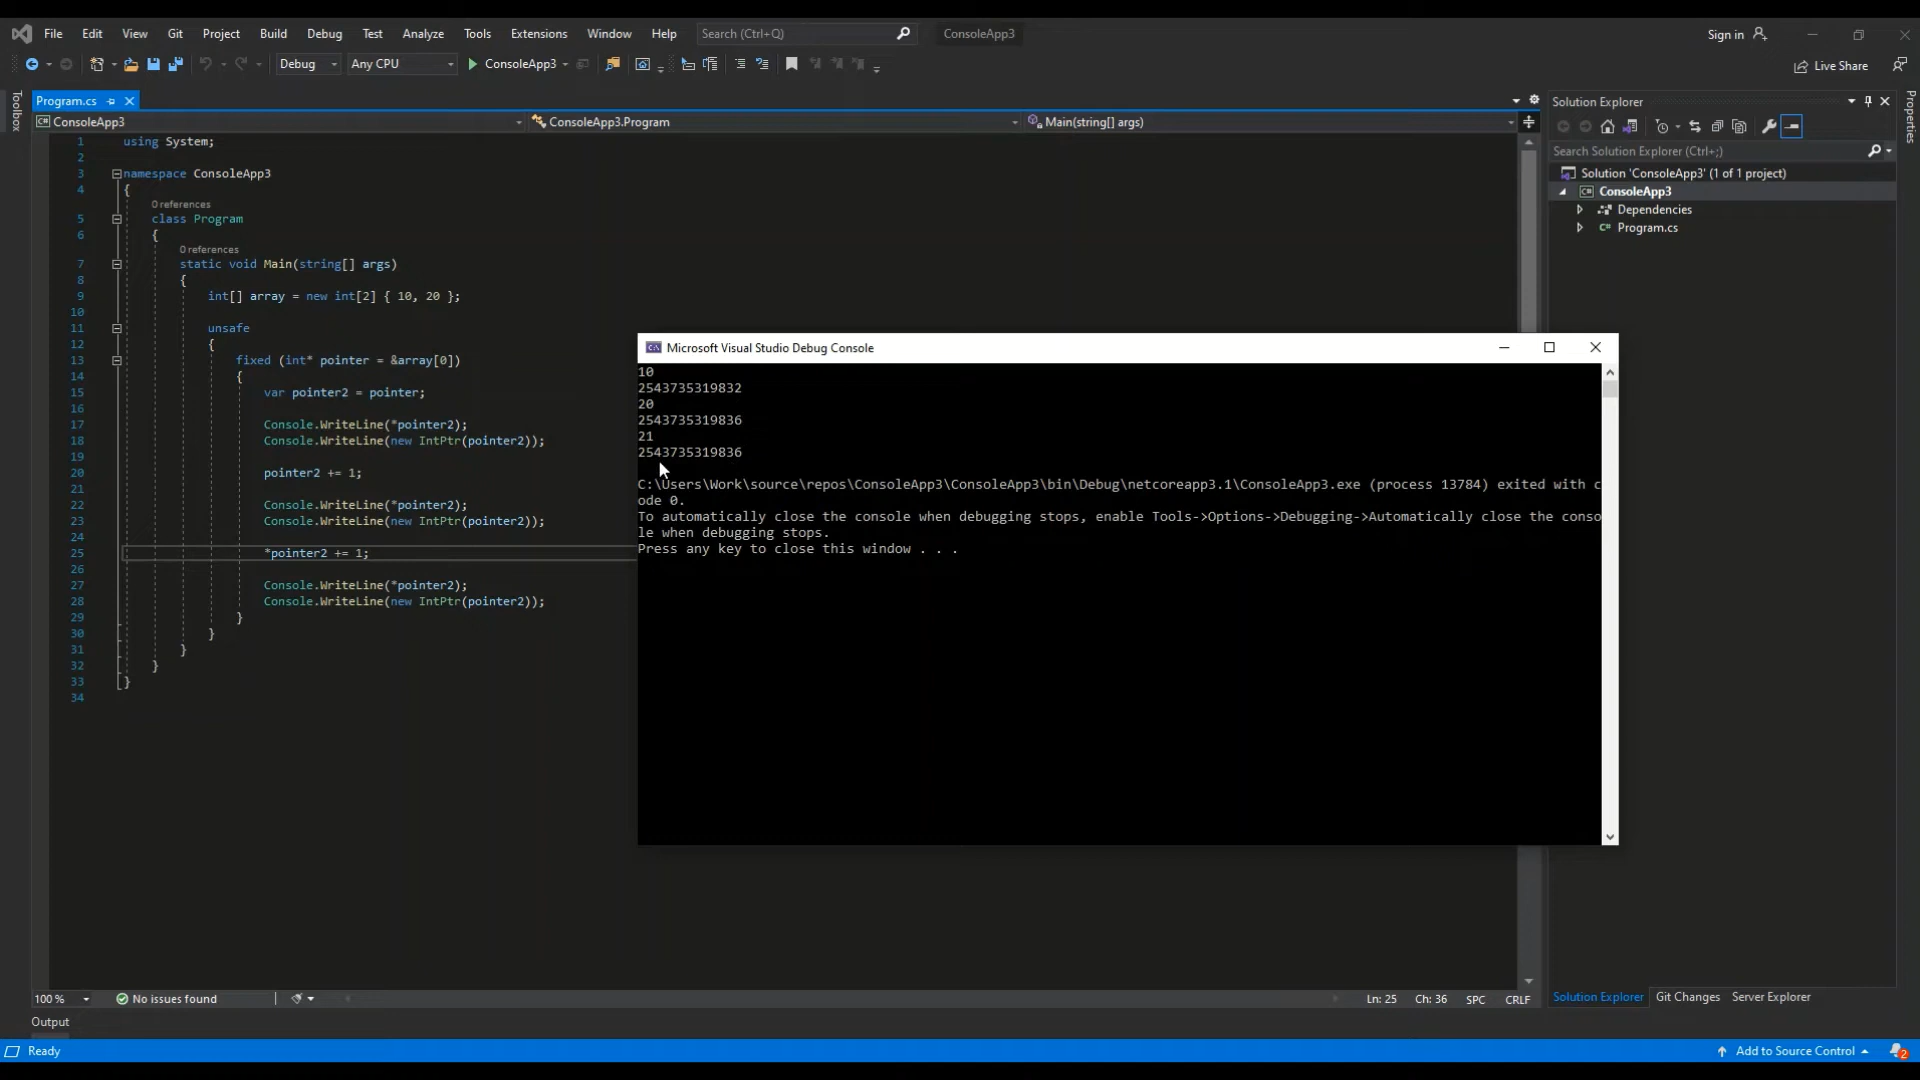 File Edit View Git Project Build Debug Test Analyze Tools Extensions Window Help Search (Ctrl+Q) ConsoleApp3 Sign in
Debug Any CPU ConsoleApp3 Live Share
Toolbox
Program.cs
ConsoleApp3 ConsoleApp3.Program Main(string[] args)
1 using System;
2
3 namespace ConsoleApp3
4 {
0 references
5 class Program
6 {
0 references
7 static void Main(string[] args)
8 {
9 int[] array = new int[2] { 10, 20 };
10
11 unsafe
12 {
13 fixed (int* pointer = &array[0])
14 {
15 var pointer2 = pointer;
16
17 Console.WriteLine(*pointer2);
18 Console.WriteLine(new IntPtr(pointer2));
19
20 pointer2 += 1;
21
22 Console.WriteLine(*pointer2);
23 Console.WriteLine(new IntPtr(pointer2));
24
25 *pointer2 += 1;
26
27 Console.WriteLine(*pointer2);
28 Console.WriteLine(new IntPtr(pointer2));
29 }
30 }
31 }
32 }
33 }
34
Microsoft Visual Studio Debug Console
10
2543735319832
20
2543735319836
21
2543735319836
C:\Users\Work\source\repos\ConsoleApp3\ConsoleApp3\bin\Debug\netcoreapp3.1\ConsoleApp3.exe (process 13784) exited with c
ode 0.
To automatically close the console when debugging stops, enable Tools->Options->Debugging->Automatically close the conso
le when debugging stops.
Press any key to close this window . . .
Solution Explorer
Search Solution Explorer (Ctrl+;)
Solution 'ConsoleApp3' (1 of 1 project)
ConsoleApp3
Dependencies
C# Program.cs
Properties
100 % No issues found Ln: 25 Ch: 36 SPC CRLF
Solution Explorer Git Changes Server Explorer
Output
Ready Add to Source Control 2